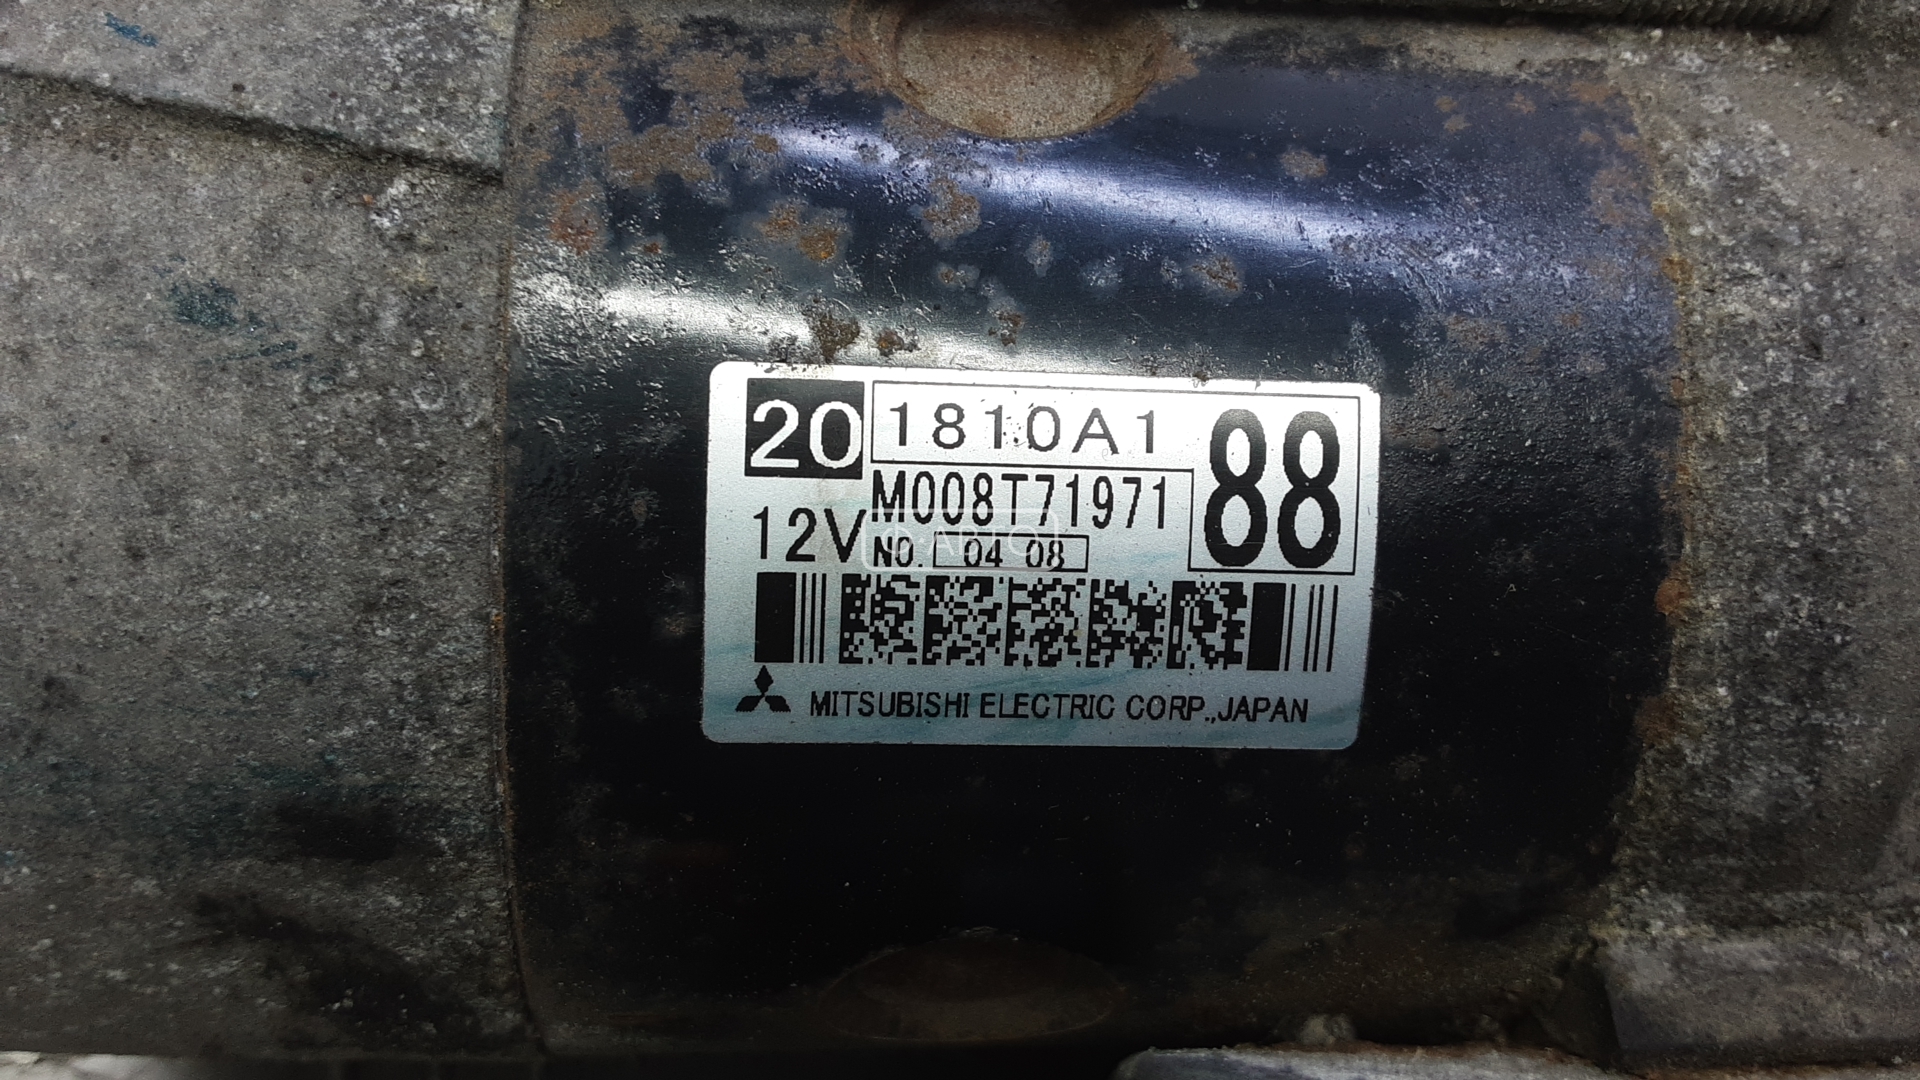 20 1810A1 88
M008T71971
12V NO. 04 08
MITSUBISHI ELECTRIC CORP.,JAPAN